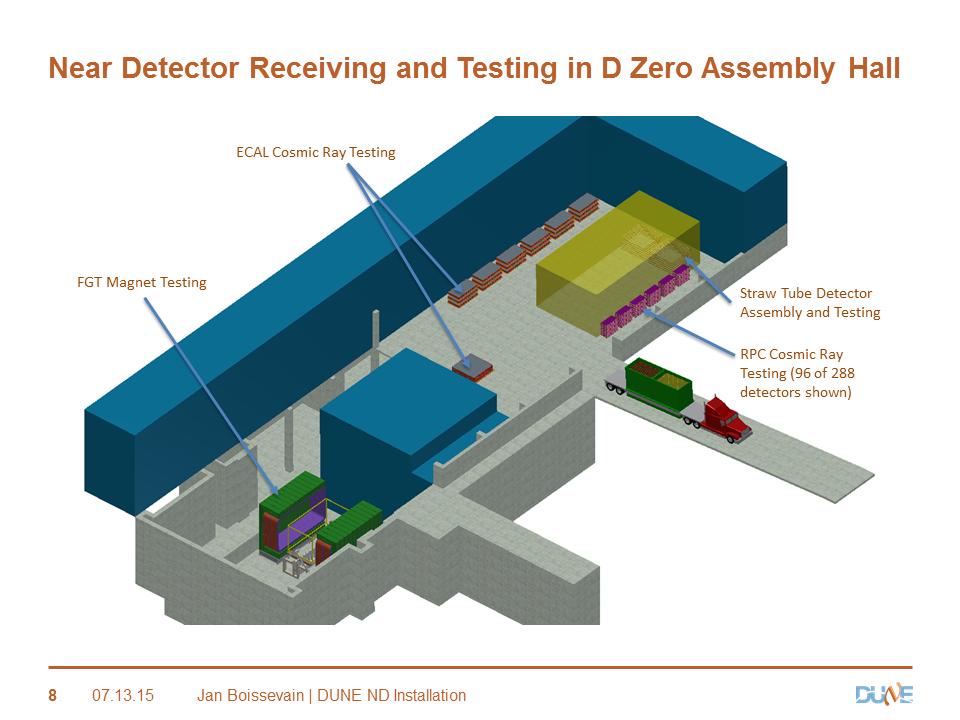 Near Detector Receiving and Testing in D Zero Assembly Hall
ECAL Cosmic Ray Testing
FGT Magnet Testing
Straw Tube Detector
Assembly and Testing
RPC Cosmic Ray
Testing (96 of 288
detectors shown)
8 07.13.15 Jan Boissevain | DUNE ND Installation
DUNE